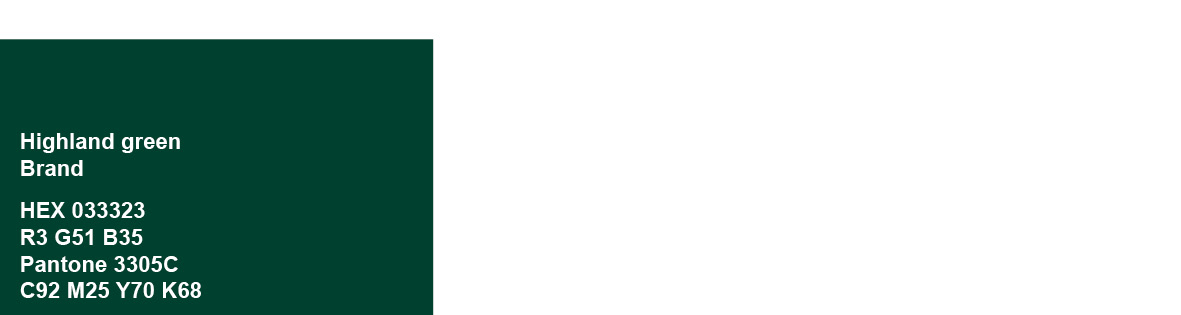 Highland green
Brand
HEX 033323
R3 G51 B35
Pantone 3305C
C92 M25 Y70 K68